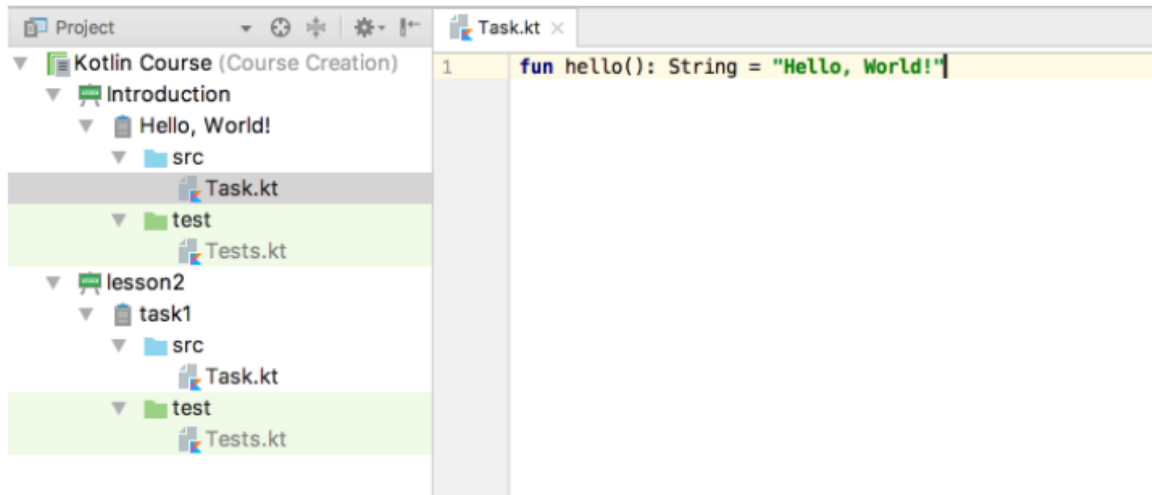 Project
Task.kt
Kotlin Course (Course Creation)
Introduction
Hello, World!
src
Task.kt
test
Tests.kt
lesson2
task1
src
Task.kt
test
Tests.kt
1 fun hello(): String = "Hello, World!"